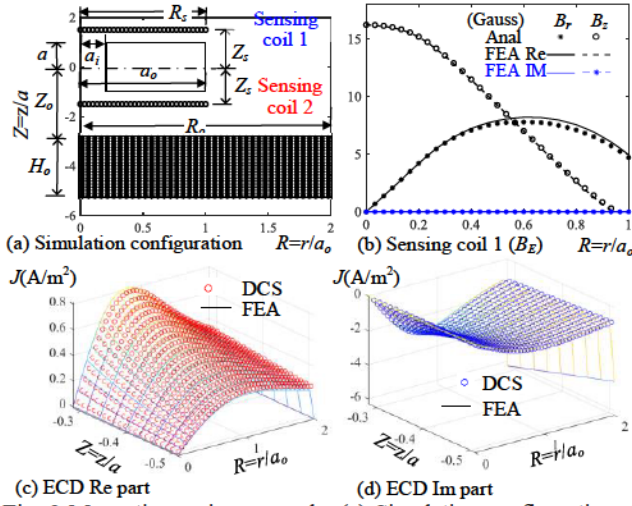 R_s
Sensing
coil 1
a
a_i
a_o
Z_s
Z_s
Sensing
coil 2
Z=z/a
Z_o
H_o
R_o
2
0
-2
-4
-6
0
0.5
1
1.5
2
(a) Simulation configuration R=r/a_o
(Gauss) B_r B_z
Anal
FEA Re
FEA IM
15
10
5
0
0 0.2 0.4 0.6 0.8 1
(b) Sensing coil 1 (B_E) R=r/a_o
J(A/m²)
0.8
0.6
0.4
0.2
0
DCS
FEA
-0.3
-0.4
-0.5
Z=z/a
0
1
2
R=r/a_o
(c) ECD Re part
J(A/m²)
0
-2
-4
-6
DCS
FEA
-0.3
-0.4
-0.5
Z=z/a
0
1
2
R=r/a_o
(d) ECD Im part